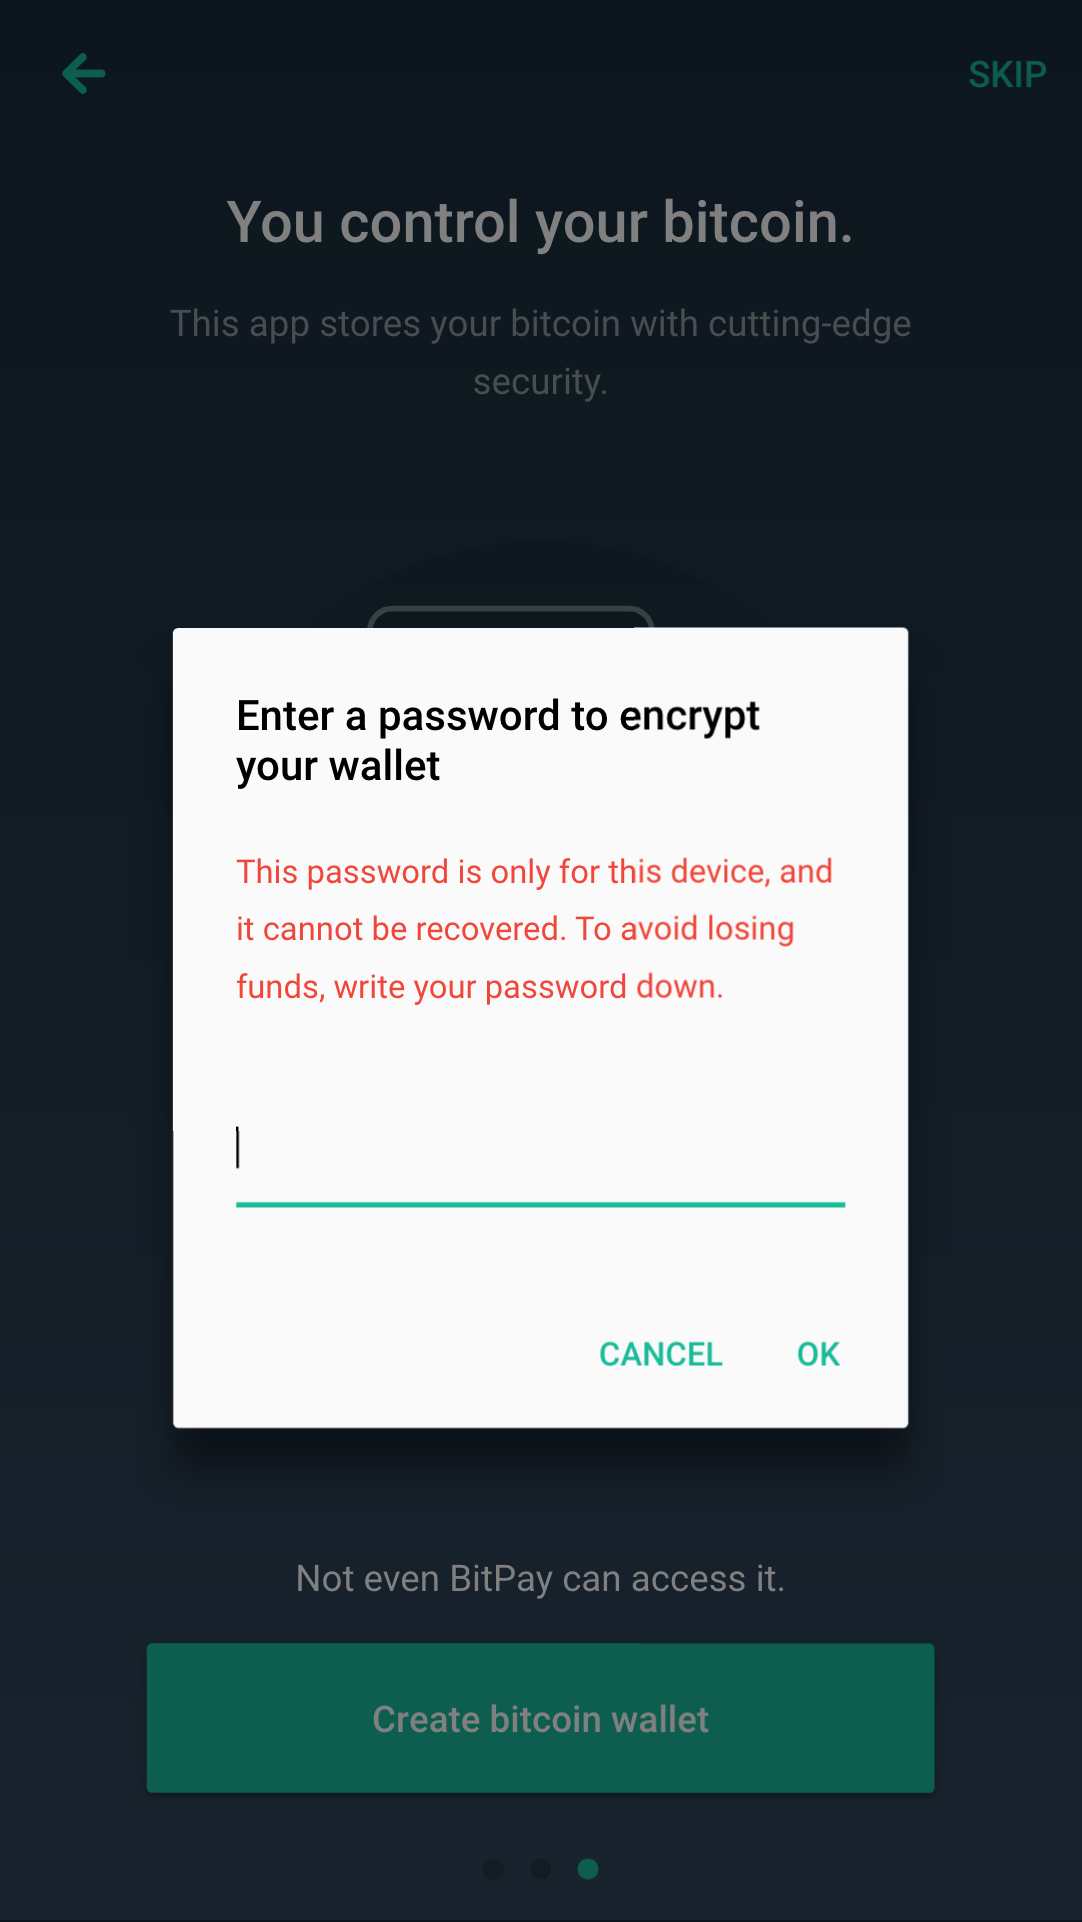 SKIP
You control your bitcoin.
This app stores your bitcoin with cutting-edge
security.
Enter a password to encrypt
your wallet
This password is only for this device, and
it cannot be recovered. To avoid losing
funds, write your password down.
CANCEL OK
Not even BitPay can access it.
Create bitcoin wallet